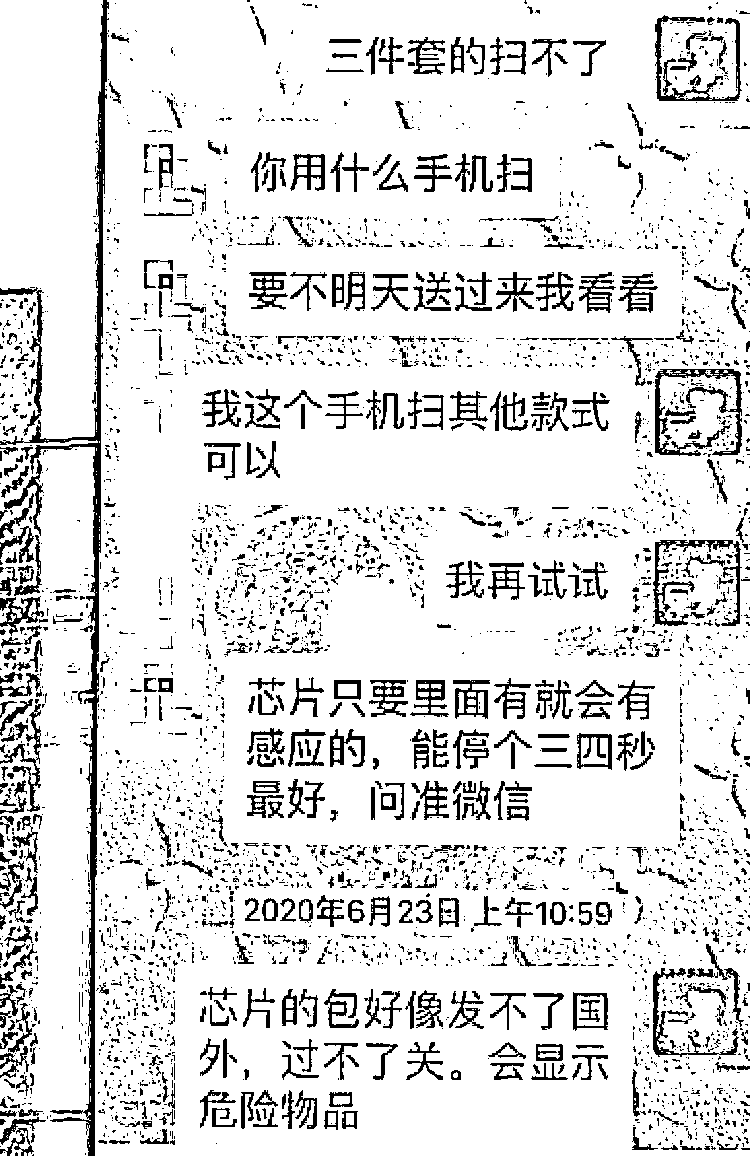 三件套的扫不了
你用什么手机扫
要不明天送过来我看看
我这个手机扫其他款式
可以
我再试试
芯片只要里面有就会有
感应的，能停个三四秒
最好，问准微信
2020年6月23日 上午10:59
芯片的包好像发不了国
外，过不了关。会显示
危险物品